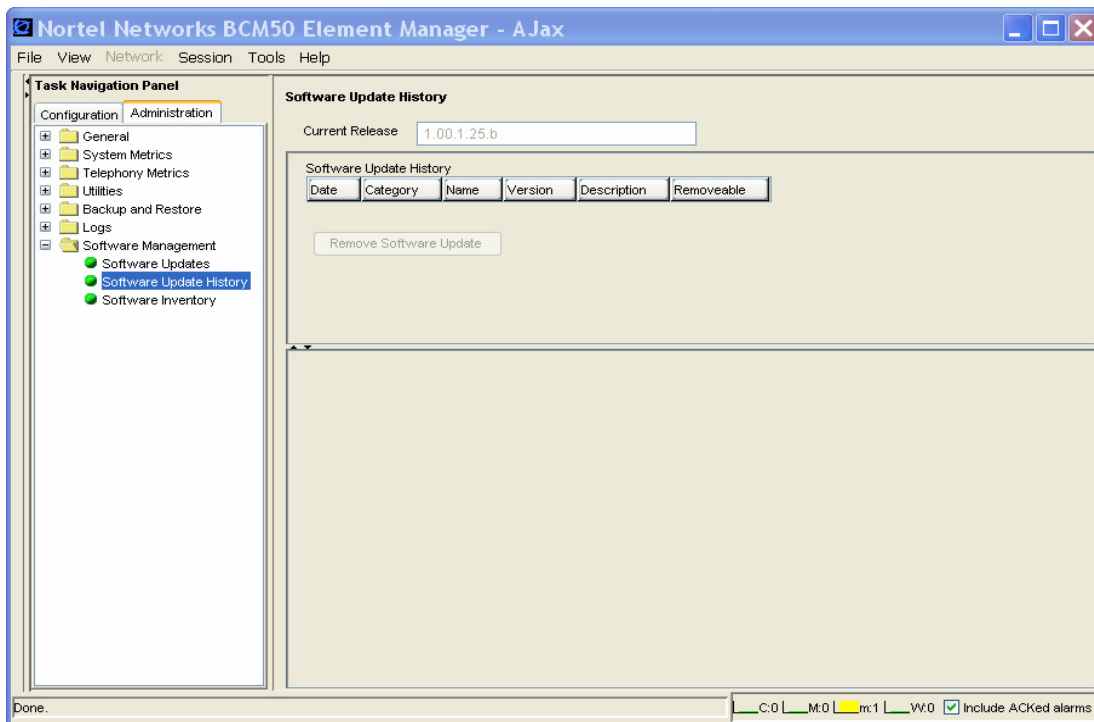 Nortel Networks BCM50 Element Manager - AJax
File View Network Session Tools Help
Task Navigation Panel
Configuration Administration
General
System Metrics
Telephony Metrics
Utilities
Backup and Restore
Logs
Software Management
Software Updates
Software Update History
Software Inventory
Software Update History
Current Release 1.00.1.25.b
Software Update History
Date Category Name Version Description Removeable
Remove Software Update
Done.
C:0 M:0 m:1 W:0 Include ACKed alarms